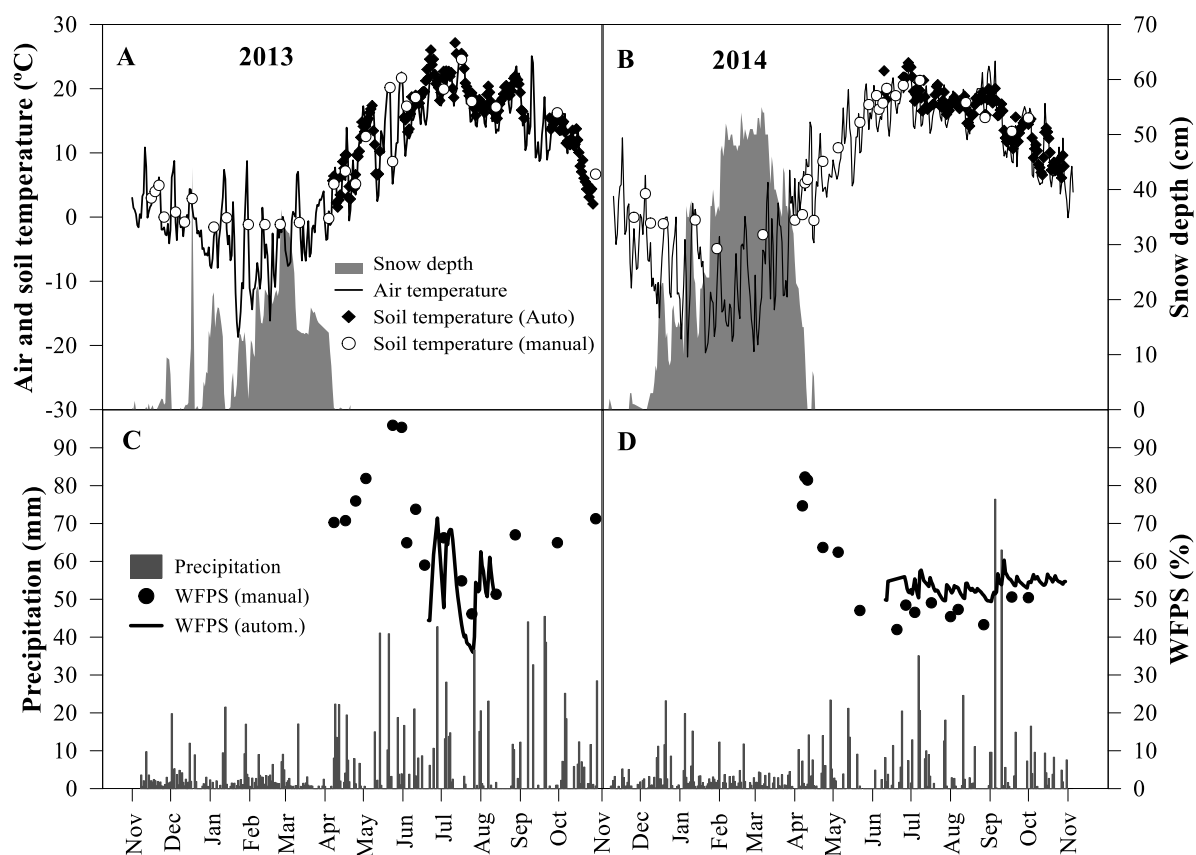 Air and soil temperature (ºC)
30
20
10
0
-10
-20
-30
A
2013
Snow depth
Air temperature
Soil temperature (Auto)
Soil temperature (manual)
B
2014
70
60
50
40
30
20
10
0
Snow depth (cm)
Precipitation (mm)
90
80
70
60
50
40
30
20
10
0
C
Precipitation
WFPS (manual)
WFPS (autom.)
D
90
80
70
60
50
40
30
20
10
0
WFPS (%)
Nov
Dec
Jan
Feb
Mar
Apr
May
Jun
Jul
Aug
Sep
Oct
Nov
Dec
Jan
Feb
Mar
Apr
May
Jun
Jul
Aug
Sep
Oct
Nov